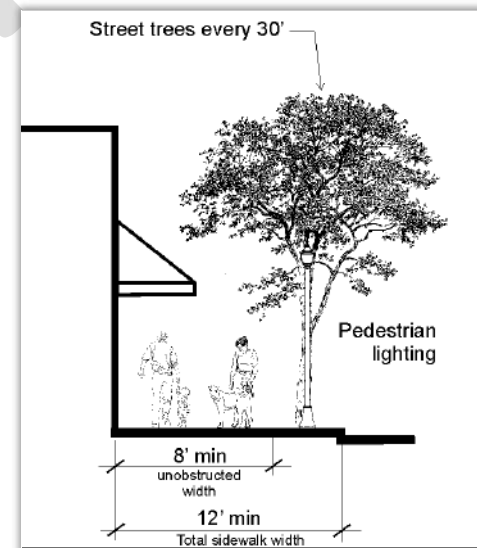 Street trees every 30’
Pedestrian
lighting
8’ min
unobstructed
width
12’ min
Total sidewalk width